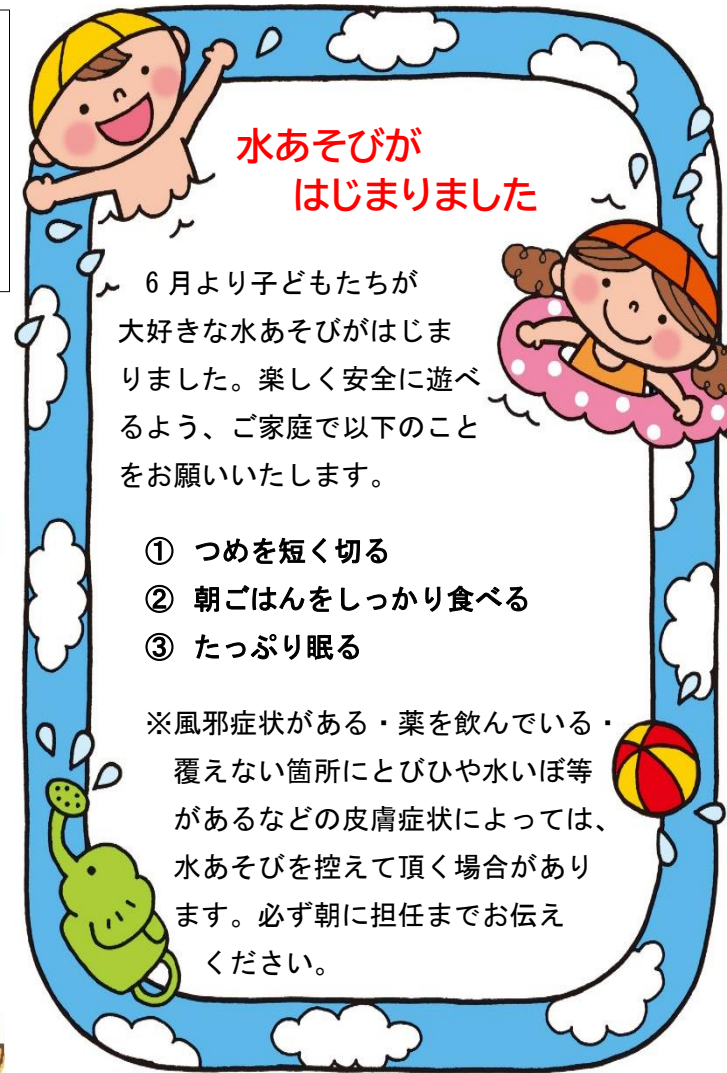 水あそびが
はじまりました
6月より子どもたちが
大好きな水あそびがはじま
りました。楽しく安全に遊べ
るよう、ご家庭で以下のこと
をお願いいたします。
① つめを短く切る
② 朝ごはんをしっかり食べる
③ たっぷり眠る
※風邪症状がある・薬を飲んでいる・
覆えない箇所にとびひや水いぼ等
があるなどの皮膚症状によっては、
水あそびを控えて頂く場合があり
ます。必ず朝に担任までお伝え
ください。